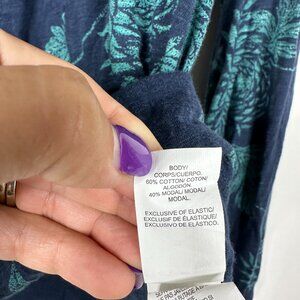 BODY/
CORPS/CUERPO.
60% COTTON/ COTON/
ALGODON.
40% MODAL/ MODAL/
MODAL.
EXCLUSIVE OF ELASTIC/
EXCLUSIF DE ÉLASTIQUE/
EXCLUSIVO DE ELÁSTICO.